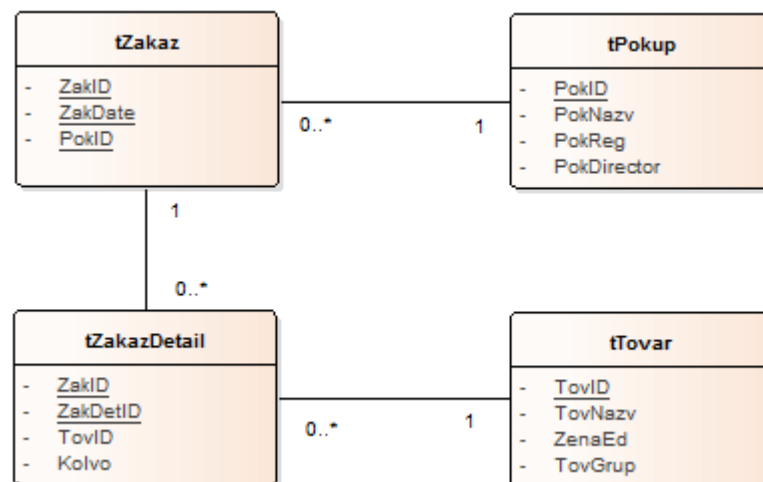 tZakaz
- ZakID
- ZakDate
- PokID
tPokup
- PokID
- PokNazv
- PokReg
- PokDirector
0..*
1
1
0..*
tZakazDetail
- ZakID
- ZakDetID
- TovID
- Kolvo
tTovar
- TovID
- TovNazv
- ZenaEd
- TovGrup
0..*
1